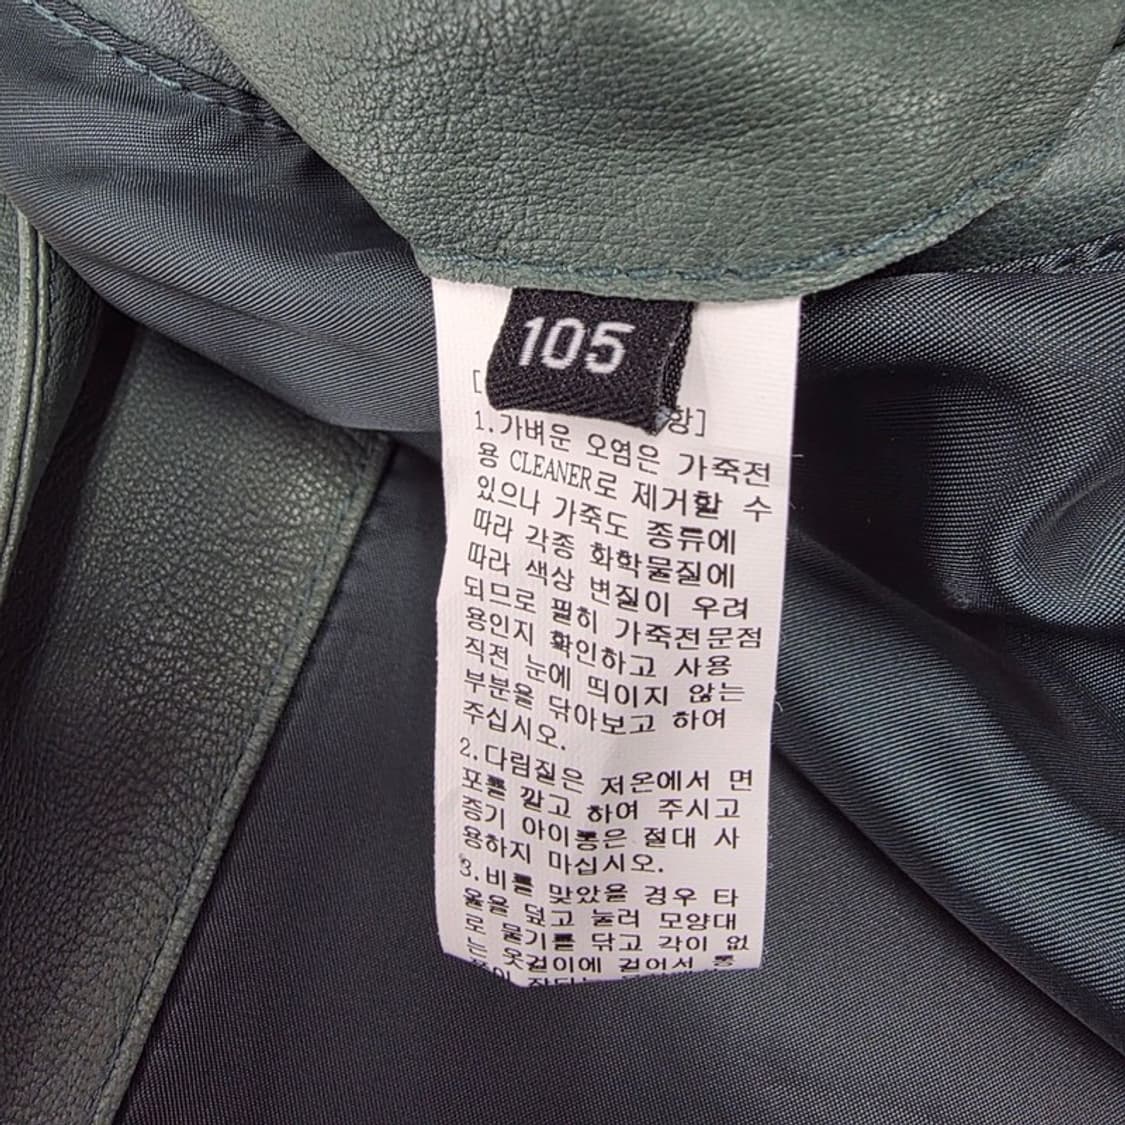 105
항]
1.가벼운 오염은 가죽전
용 CLEANER로 제거할 수
있으나 가죽도 종류에
따라 각종 화학물질에
따라 색상 변질이 우려
되므로 필히 가죽전문점
용인지 확인하고 사용
직전 눈에 띄이지 않는
부분을 닦아보고 하여
주십시오.
2.다림질은 저온에서 면
포를 깔고 하여 주시고
증기 아이롱은 절대 사
용하지 마십시오.
3.비를 맞았을 경우 타
올을 덮고 눌러 모양대
로 물기를 닦고 각이 없
는 옷걸이에 걸어서 통